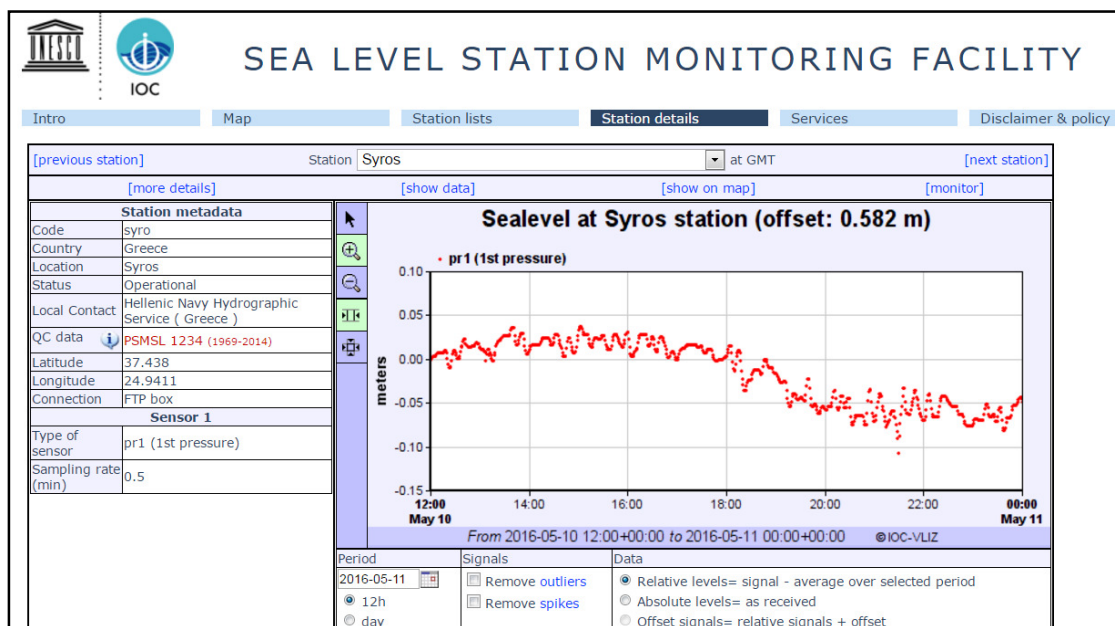 UNESCO
IOC
SEA LEVEL STATION MONITORING FACILITY
Intro Map Station lists Station details Services Disclaimer & policy
[previous station] Station Syros at GMT [next station]
[more details] [show data] [show on map] [monitor]
Station metadata
Code syro
Country Greece
Location Syros
Status Operational
Local Contact Hellenic Navy Hydrographic
Service ( Greece )
QC data i PSMSL 1234 (1969-2014)
Latitude 37.438
Longitude 24.9411
Connection FTP box
Sensor 1
Type of
sensor pr1 (1st pressure)
Sampling rate
(min) 0.5
Sealevel at Syros station (offset: 0.582 m)
pr1 (1st pressure)
0.10
0.05
0.00
-0.05
-0.10
-0.15
meters
12:00 14:00 16:00 18:00 20:00 22:00 00:00
May 10 May 11
From 2016-05-10 12:00+00:00 to 2016-05-11 00:00+00:00 ©IOC-VLIZ
Period Signals Data
2016-05-11 Remove outliers Relative levels= signal - average over selected period
12h Remove spikes Absolute levels= as received
day Offset signals= relative signals + offset